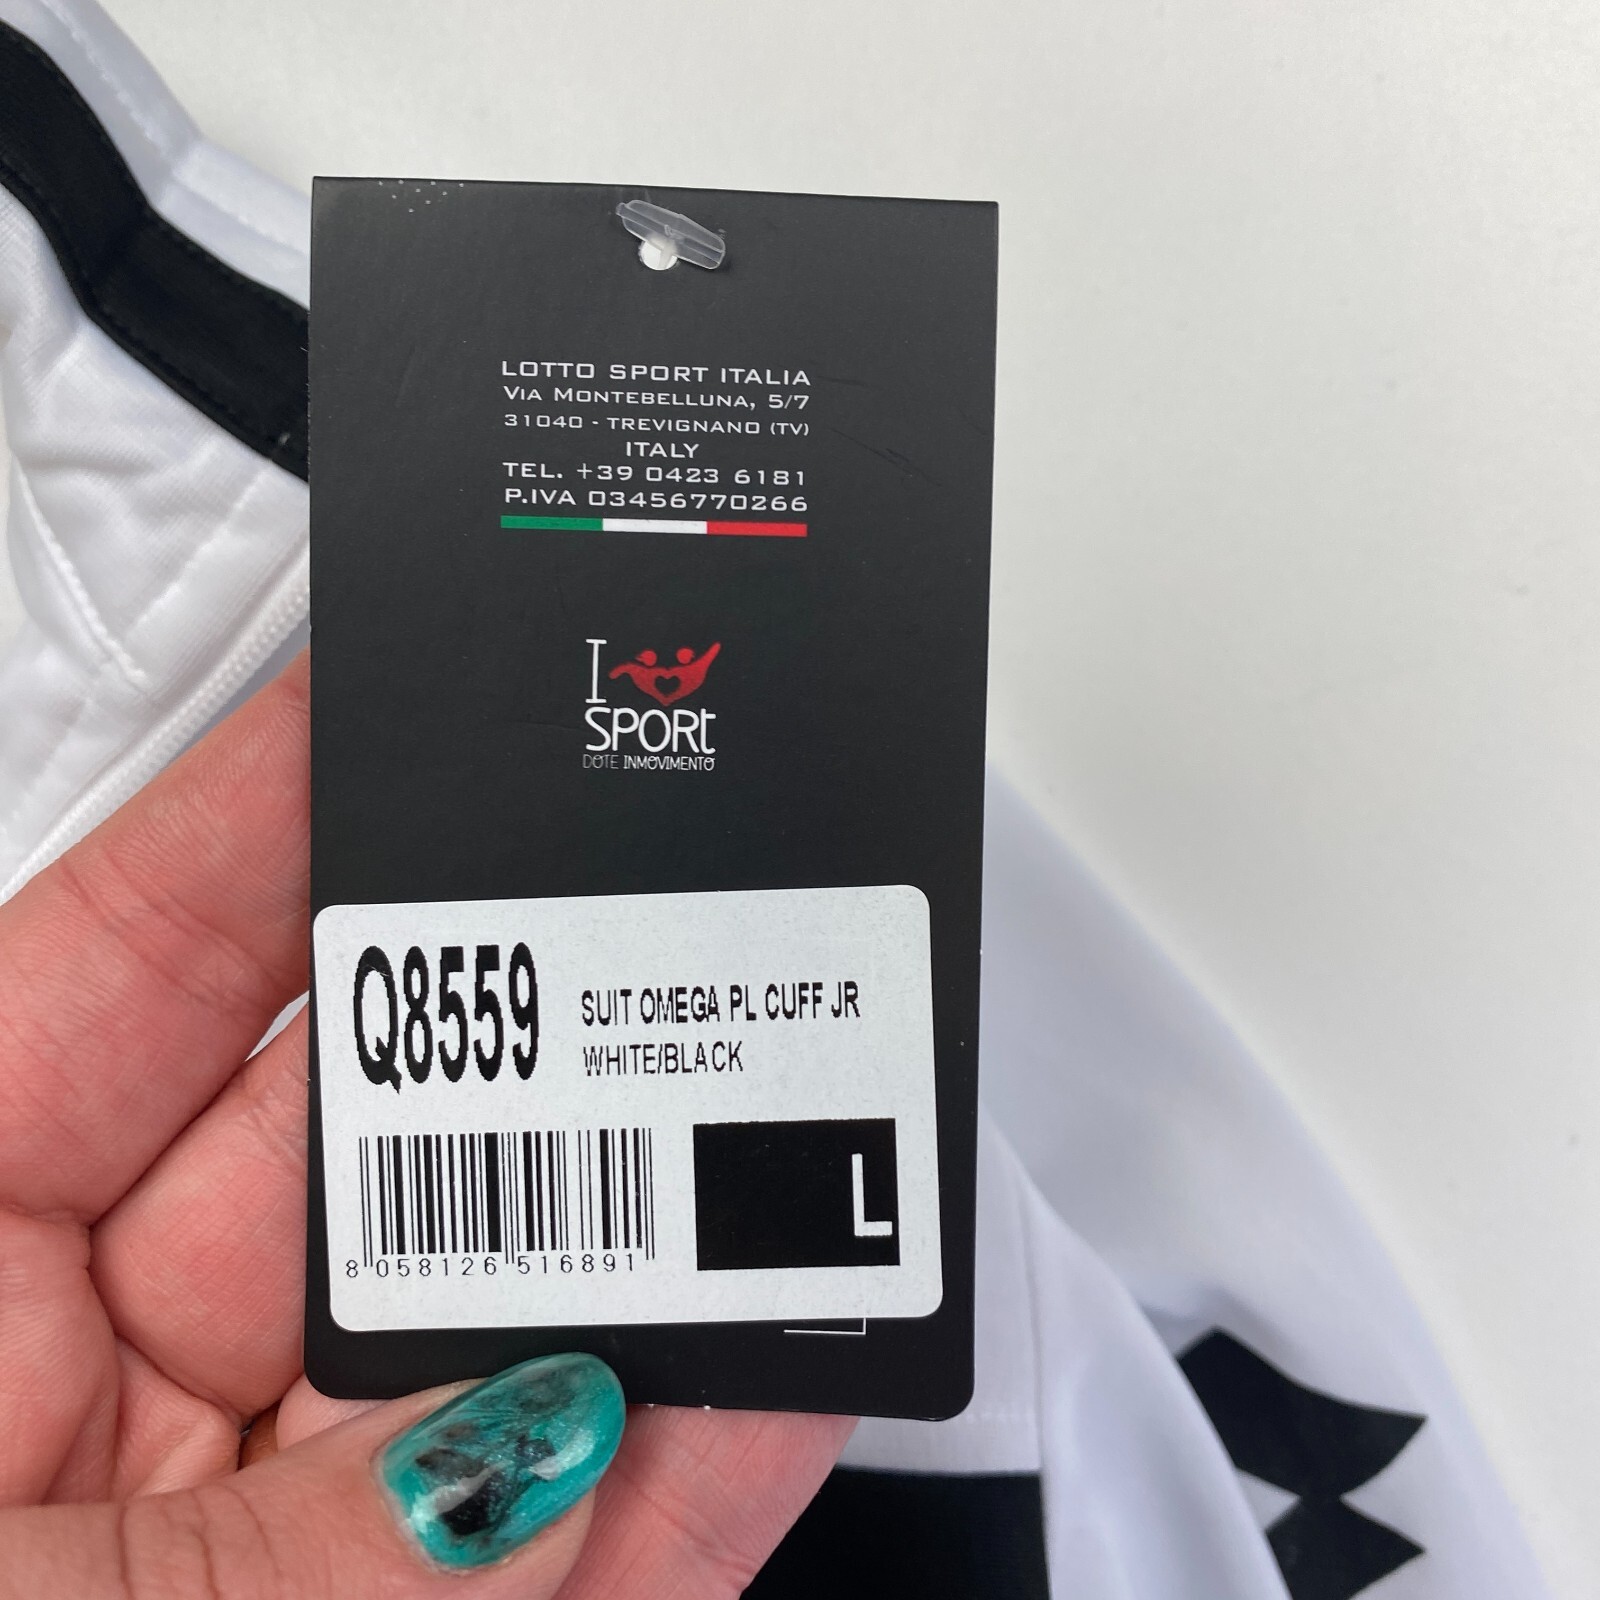 LOTTO SPORT ITALIA
VIA MONTEBELLUNA, 5/7
31040 - TREVIGNANO (TV)
ITALY
TEL. +39 0423 6181
P.IVA 03456770266
I
SPORt
DOTE INMOVIMENTO
Q8559
SUIT OMEGA PL CUFF JR
WHITE/BLACK
L
8 058126 516891